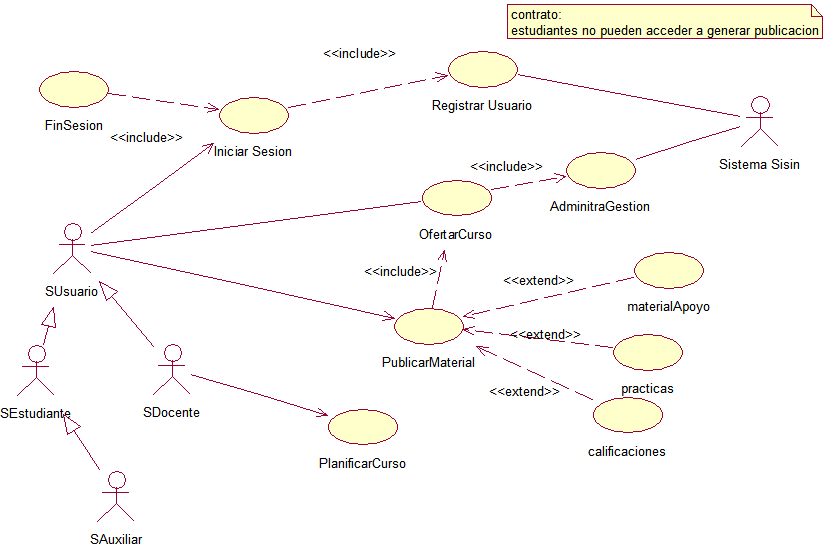 contrato:
estudiantes no pueden acceder a generar publicacion
<<include>>
FinSesion
Registrar Usuario
<<include>>
Iniciar Sesion
Sistema Sisin
<<include>>
AdminitraGestion
OfertarCurso
<<include>>
<<extend>>
SUsuario
materialApoyo
<<extend>>
PublicarMaterial
<<extend>>
practicas
SEstudiante
SDocente
calificaciones
PlanificarCurso
SAuxiliar